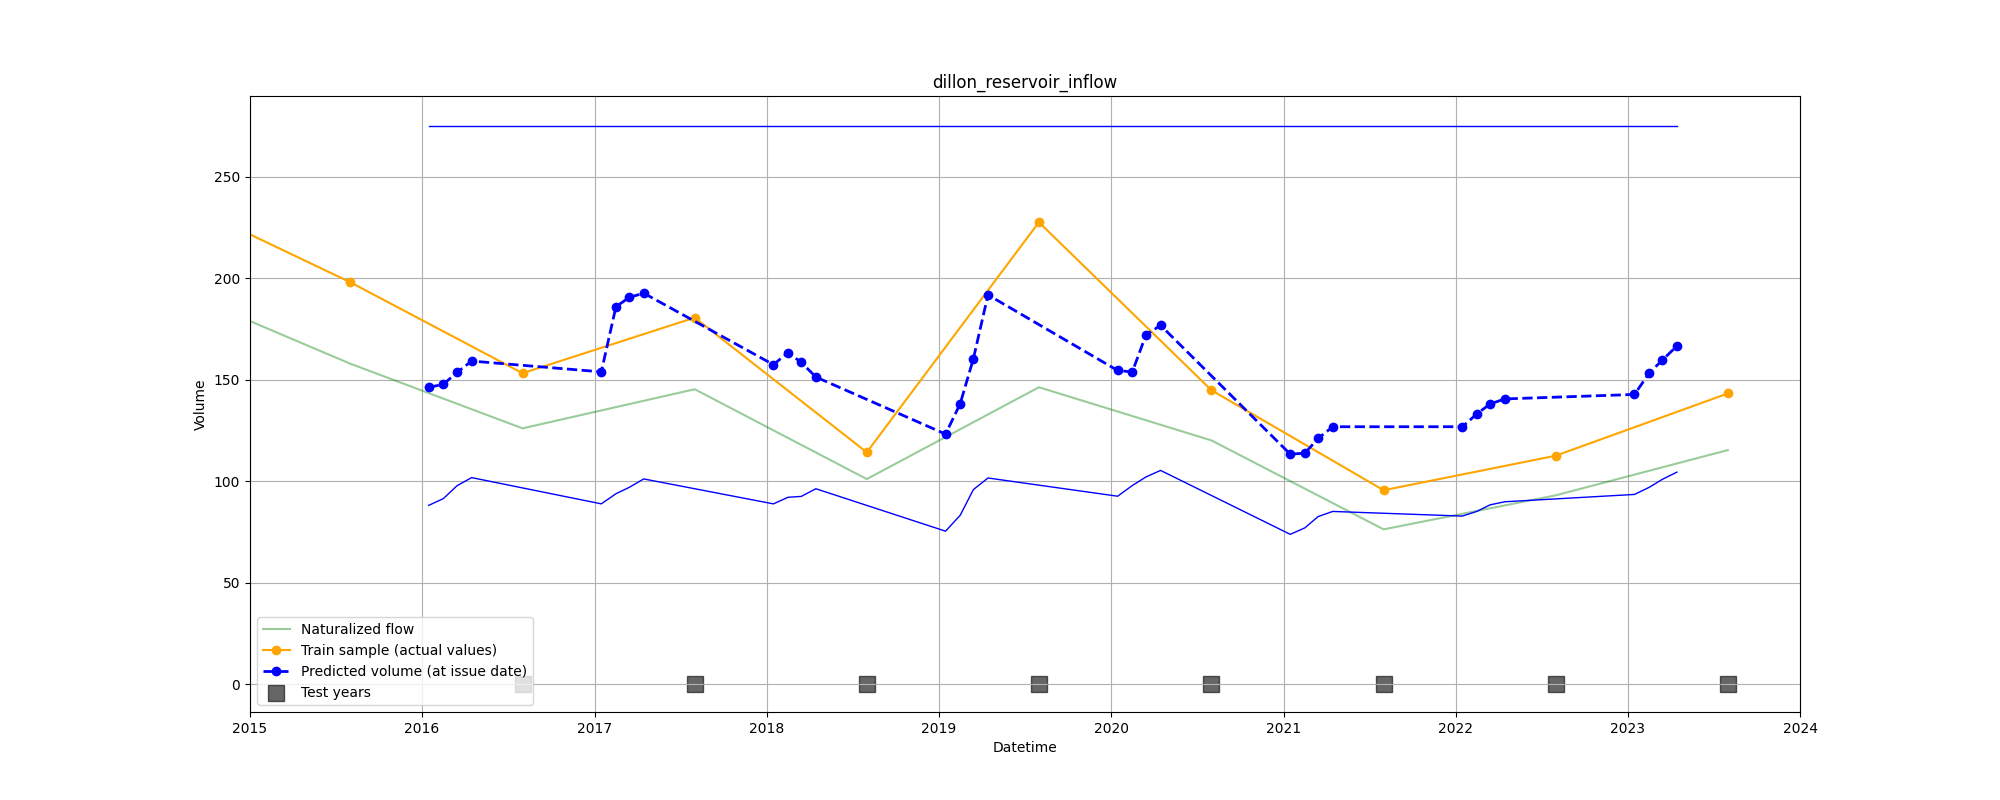 dillon_reservoir_inflow
Volume
250
200
150
100
50
0
Naturalized flow
Train sample (actual values)
Predicted volume (at issue date)
Test years
2015 2016 2017 2018 2019 2020 2021 2022 2023 2024
Datetime